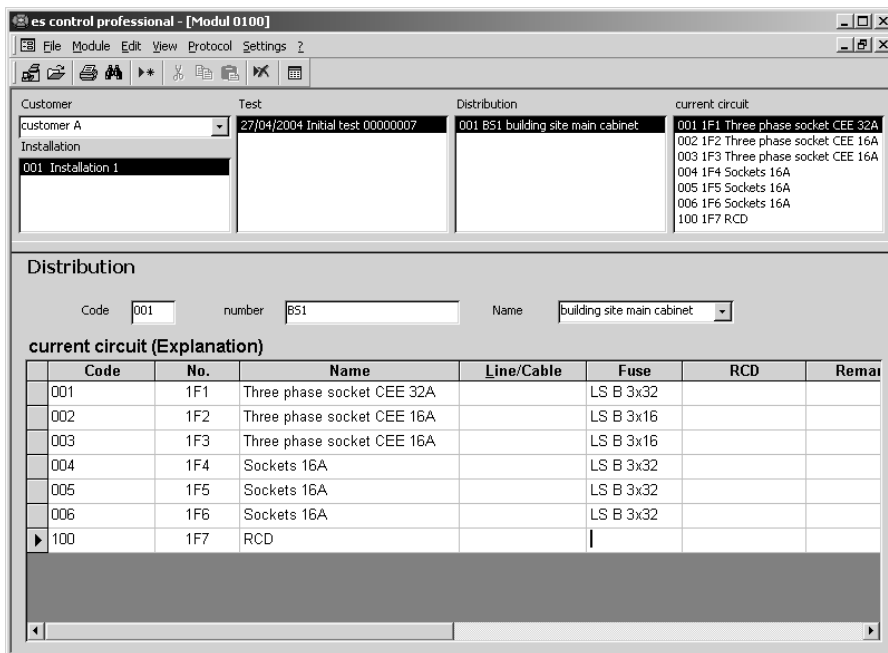 es control professional - [Modul 0100]
File Module Edit View Protocol Settings ?
Customer Test Distribution current circuit
customer A
27/04/2004 Initial test 00000007
001 BS1 building site main cabinet
001 1F1 Three phase socket CEE 32A
002 1F2 Three phase socket CEE 16A
003 1F3 Three phase socket CEE 16A
004 1F4 Sockets 16A
005 1F5 Sockets 16A
006 1F6 Sockets 16A
100 1F7 RCD
Installation
001 Installation 1
Distribution
Code 001 number BS1 Name building site main cabinet
current circuit (Explanation)
Code No. Name Line/Cable Fuse RCD Remar
001 1F1 Three phase socket CEE 32A LS B 3x32
002 1F2 Three phase socket CEE 16A LS B 3x16
003 1F3 Three phase socket CEE 16A LS B 3x16
004 1F4 Sockets 16A LS B 3x32
005 1F5 Sockets 16A LS B 3x32
006 1F6 Sockets 16A LS B 3x32
100 1F7 RCD